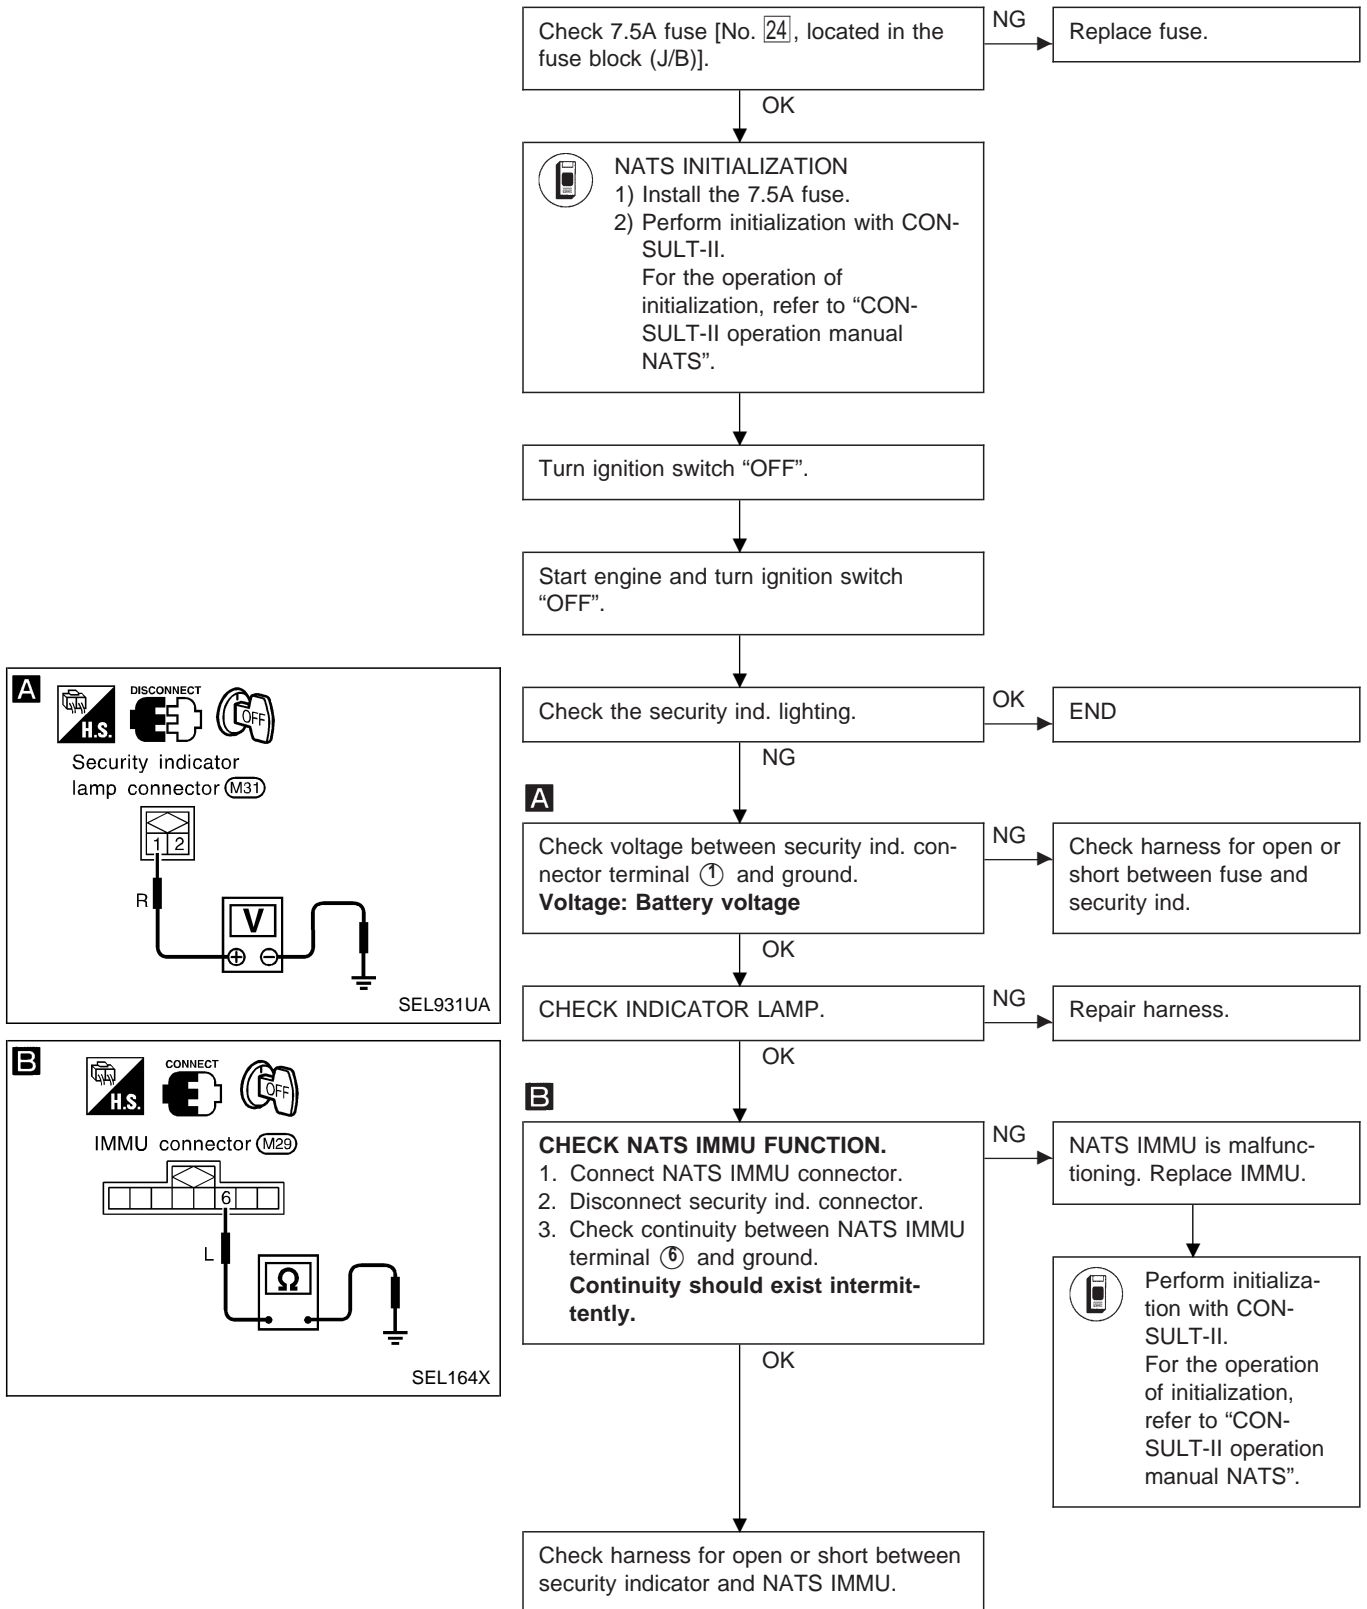 Check 7.5A fuse [No. 24, located in the
fuse block (J/B)].
NG
Replace fuse.
OK
NATS INITIALIZATION
1) Install the 7.5A fuse.
2) Perform initialization with CON-
SULT-II.
For the operation of
initialization, refer to “CON-
SULT-II operation manual
NATS”.
Turn ignition switch “OFF”.
Start engine and turn ignition switch
“OFF”.
Check the security ind. lighting.
OK
END
NG
A
Check voltage between security ind. con-
nector terminal 1 and ground.
Voltage: Battery voltage
NG
Check harness for open or
short between fuse and
security ind.
OK
CHECK INDICATOR LAMP.
NG
Repair harness.
OK
B
CHECK NATS IMMU FUNCTION.
1. Connect NATS IMMU connector.
2. Disconnect security ind. connector.
3. Check continuity between NATS IMMU
terminal 6 and ground.
Continuity should exist intermit-
tently.
NG
NATS IMMU is malfunc-
tioning. Replace IMMU.
Perform initializa-
tion with CON-
SULT-II.
For the operation
of initialization,
refer to “CON-
SULT-II operation
manual NATS”.
OK
Check harness for open or short between
security indicator and NATS IMMU.
A
H.S.
DISCONNECT
OFF
Security indicator
lamp connector M31
1 2
R
V
⊕ ⊖
SEL931UA
B
H.S.
CONNECT
OFF
IMMU connector M29
6
L
Ω
SEL164X